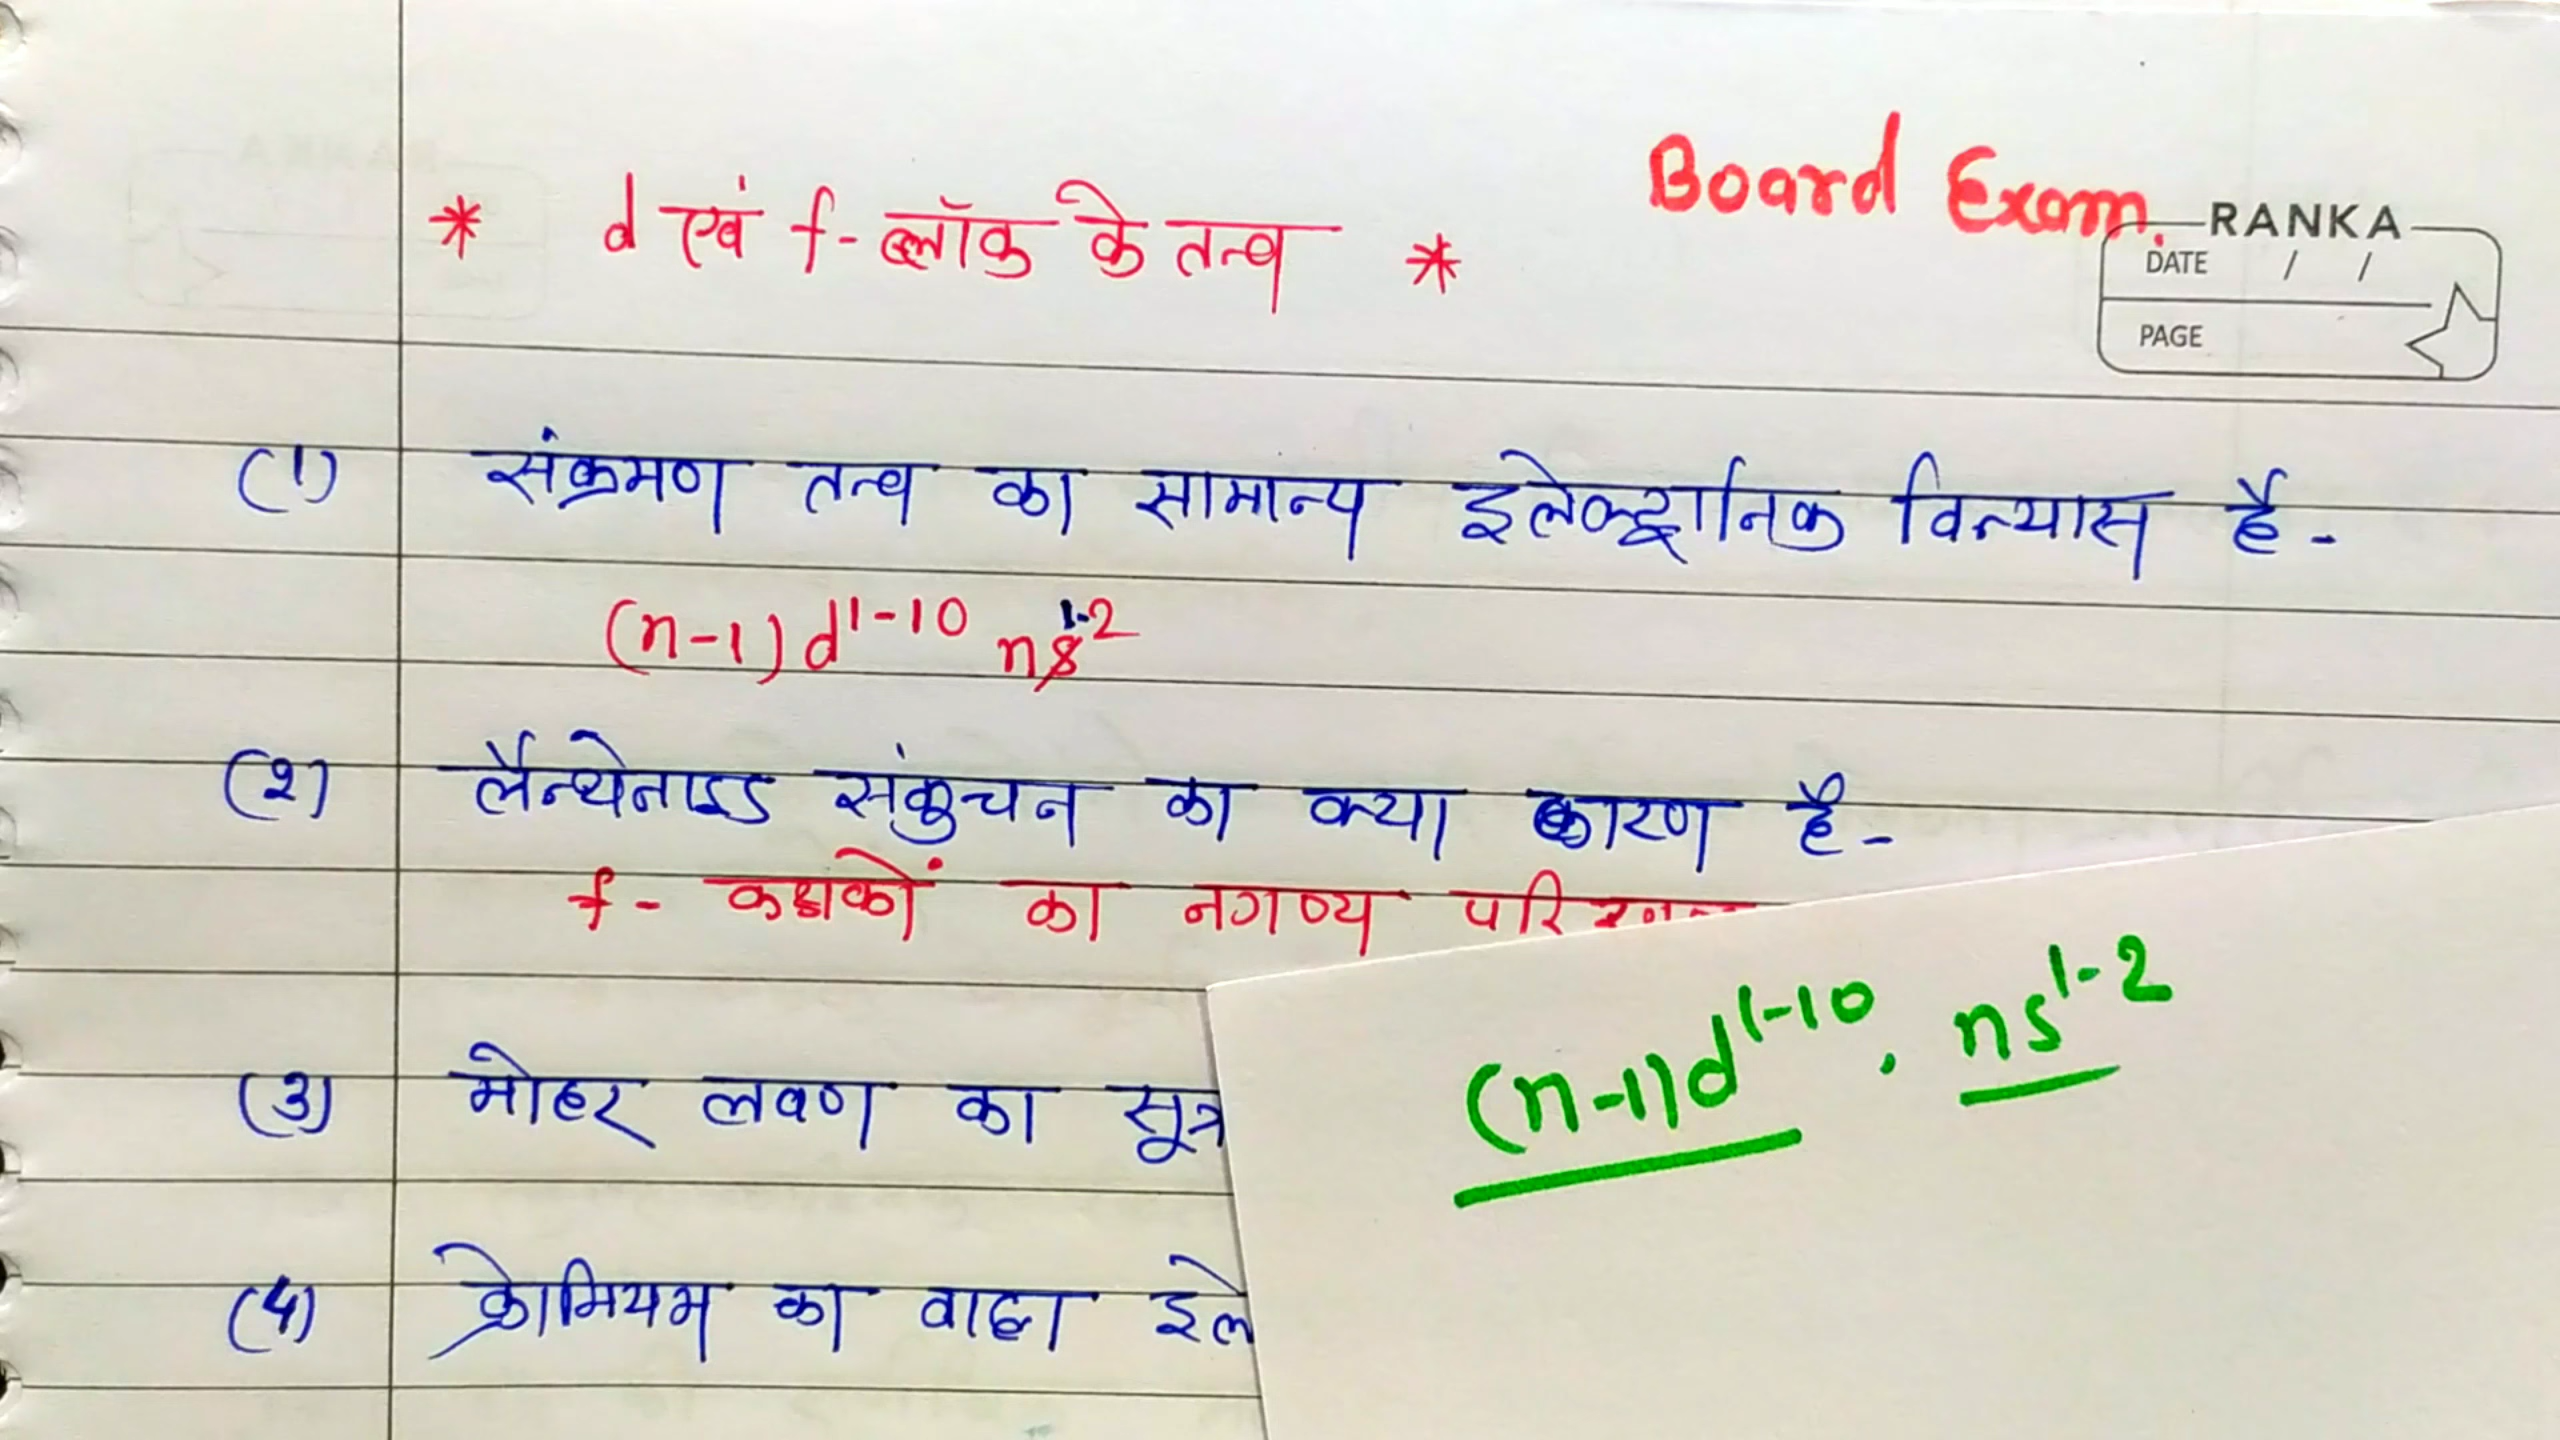 Board Exam.
* d एवं f-ब्लॉक के तत्व *
RANKA
DATE / /
PAGE
(1) संक्रमण तत्व का सामान्य इलेक्ट्रानिक विन्यास है -
(n-1)d¹⁻¹⁰ ns¹⁻²
(2) लैन्थेनाइड संकुचन का क्या कारण है -
f - कक्षकों का नगण्य
(3) मोहर लवण का सूत्र
(4) क्रोमियम का वाह्य इले
(n-1)d¹⁻¹⁰, ns¹⁻²